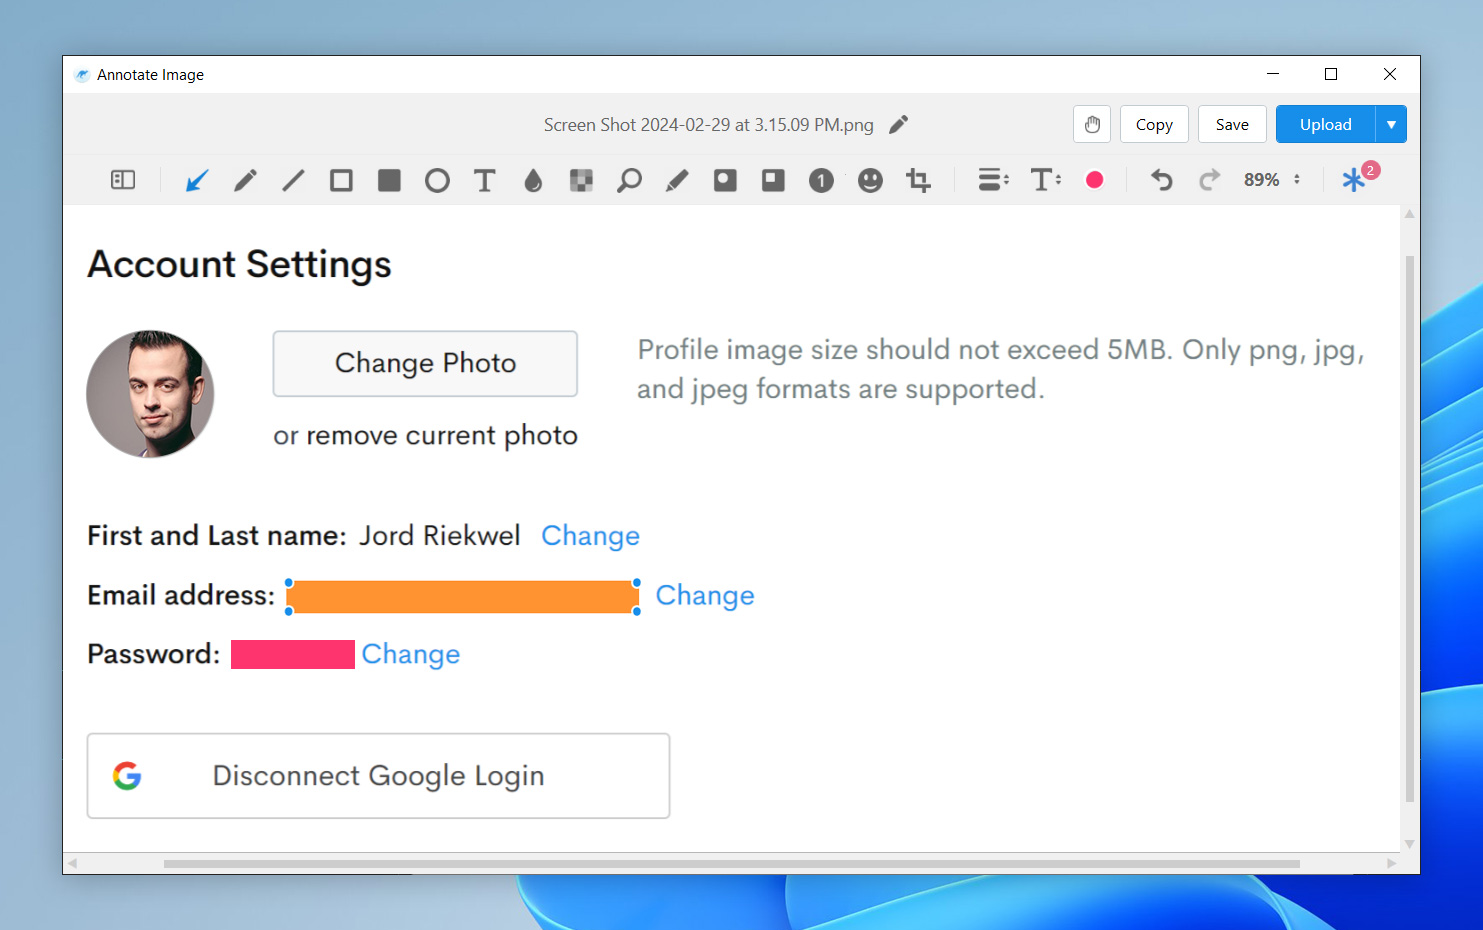 Annotate Image
Screen Shot 2024-02-29 at 3.15.09 PM.png
Copy
Save
Upload
T
1
T
89%
2
Account Settings
Change Photo
or remove current photo
Profile image size should not exceed 5MB. Only png, jpg,
and jpeg formats are supported.
First and Last name: Jord Riekwel Change
Email address: Change
Password: Change
G
Disconnect Google Login